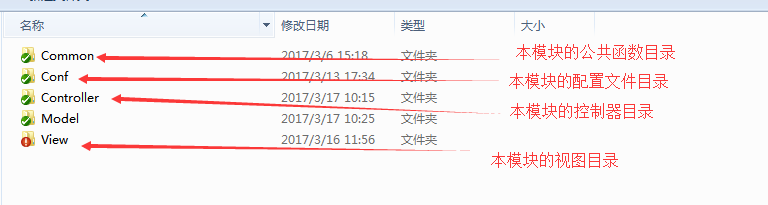 名称 修改日期 类型 大小
Common 2017/3/6 15:18 文件夹 本模块的公共函数目录
Conf 2017/3/13 17:34 文件夹 本模块的配置文件目录
Controller 2017/3/17 10:15 文件夹 本模块的控制器目录
Model 2017/3/17 10:25 文件夹
View 2017/3/16 11:56 文件夹
本模块的视图目录